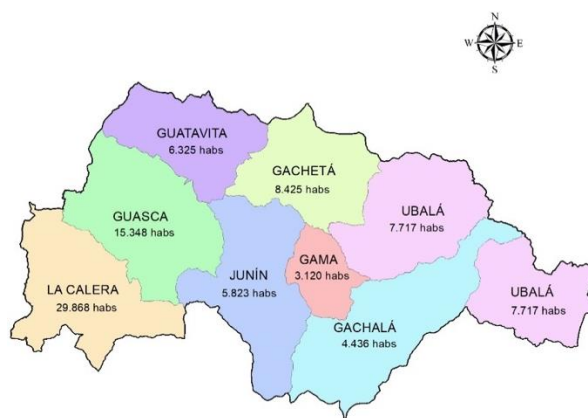 N
W E
S
GUATAVITA
6.325 habs
GACHETÁ
8.425 habs
GUASCA
15.348 habs
UBALÁ
7.717 habs
GAMA
3.120 habs
JUNÍN
5.823 habs
LA CALERA
29.868 habs
UBALÁ
7.717 habs
GACHALÁ
4.436 habs